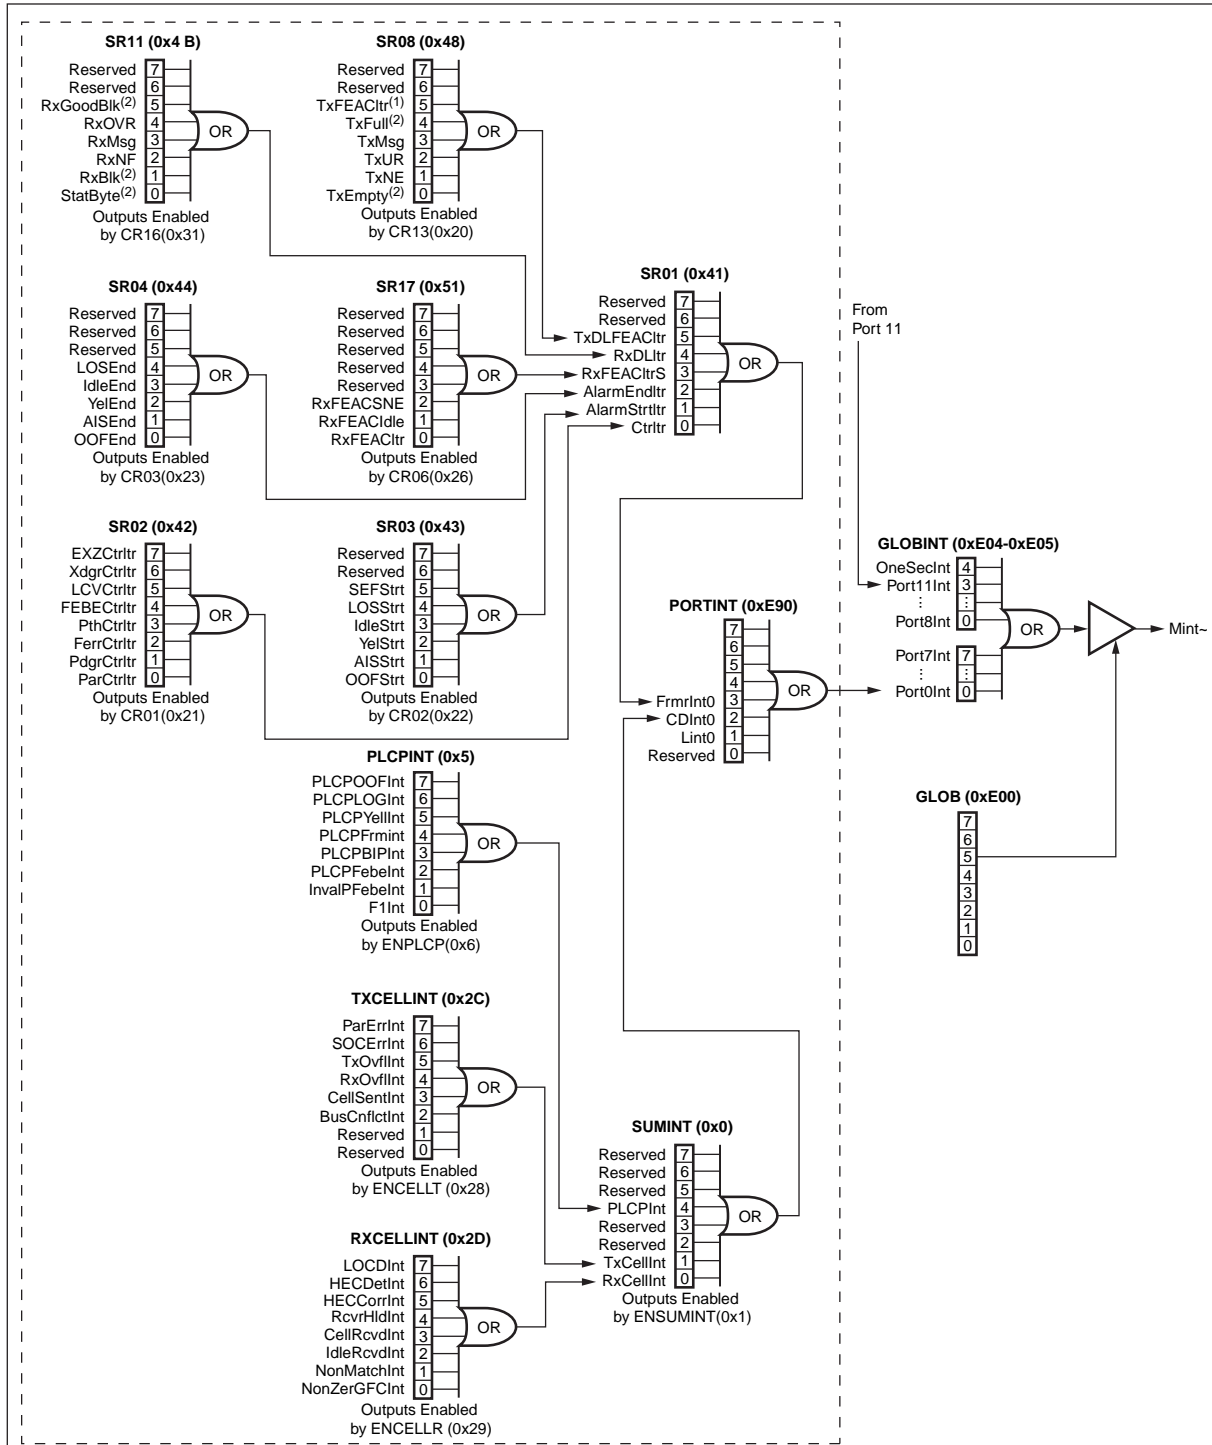 SR11 (0x4 B)
Reserved 7
Reserved 6
RxGoodBlk(2) 5
RxOVR 4
RxMsg 3
RxNF 2
RxBlk(2) 1
StatByte(2) 0
OR
Outputs Enabled
by CR16(0x31)
SR08 (0x48)
Reserved 7
Reserved 6
TxFEACltr(1) 5
TxFull(2) 4
TxMsg 3
TxUR 2
TxNE 1
TxEmpty(2) 0
OR
Outputs Enabled
by CR13(0x20)
SR04 (0x44)
Reserved 7
Reserved 6
Reserved 5
LOSEnd 4
IdleEnd 3
YelEnd 2
AISEnd 1
OOFEnd 0
OR
Outputs Enabled
by CR03(0x23)
SR17 (0x51)
Reserved 7
Reserved 6
Reserved 5
Reserved 4
Reserved 3
RxFEACSNE 2
RxFEACIdle 1
RxFEACltr 0
OR
Outputs Enabled
by CR06(0x26)
SR01 (0x41)
Reserved 7
Reserved 6
TxDLFEACltr 5
RxDLltr 4
RxFEACltrS 3
AlarmEndltr 2
AlarmStrtltr 1
Ctrltr 0
OR
From
Port 11
SR02 (0x42)
EXZCtrltr 7
XdgrCtrltr 6
LCVCtrltr 5
FEBECtrltr 4
PthCtrltr 3
FerrCtrltr 2
PdgrCtrltr 1
ParCtrltr 0
OR
Outputs Enabled
by CR01(0x21)
SR03 (0x43)
Reserved 7
Reserved 6
SEFStrt 5
LOSStrt 4
IdleStrt 3
YelStrt 2
AISStrt 1
OOFStrt 0
OR
Outputs Enabled
by CR02(0x22)
PORTINT (0xE90)
7
6
5
4
FrmrInt0 3
CDInt0 2
Lint0 1
Reserved 0
OR
GLOBINT (0xE04-0xE05)
OneSecInt 4
Port11Int 3
⋮ ⋮
Port8Int 0
Port7Int 7
⋮ ⋮
Port0Int 0
OR
Mint~
GLOB (0xE00)
7
6
5
4
3
2
1
0
PLCPINT (0x5)
PLCPOOFInt 7
PLCPLOGInt 6
PLCPYellInt 5
PLCPFrmint 4
PLCPBIPInt 3
PLCPFebeInt 2
InvalPFebeInt 1
F1Int 0
OR
Outputs Enabled
by ENPLCP(0x6)
TXCELLINT (0x2C)
ParErrInt 7
SOCErrInt 6
TxOvflInt 5
RxOvflInt 4
CellSentInt 3
BusCnflctInt 2
Reserved 1
Reserved 0
OR
Outputs Enabled
by ENCELLT (0x28)
SUMINT (0x0)
Reserved 7
Reserved 6
Reserved 5
PLCPInt 4
Reserved 3
Reserved 2
TxCellInt 1
RxCellInt 0
OR
Outputs Enabled
by ENSUMINT(0x1)
RXCELLINT (0x2D)
LOCDInt 7
HECDetInt 6
HECCorrInt 5
RcvrHldInt 4
CellRcvdInt 3
IdleRcvdInt 2
NonMatchInt 1
NonZerGFCInt 0
OR
Outputs Enabled
by ENCELLR (0x29)